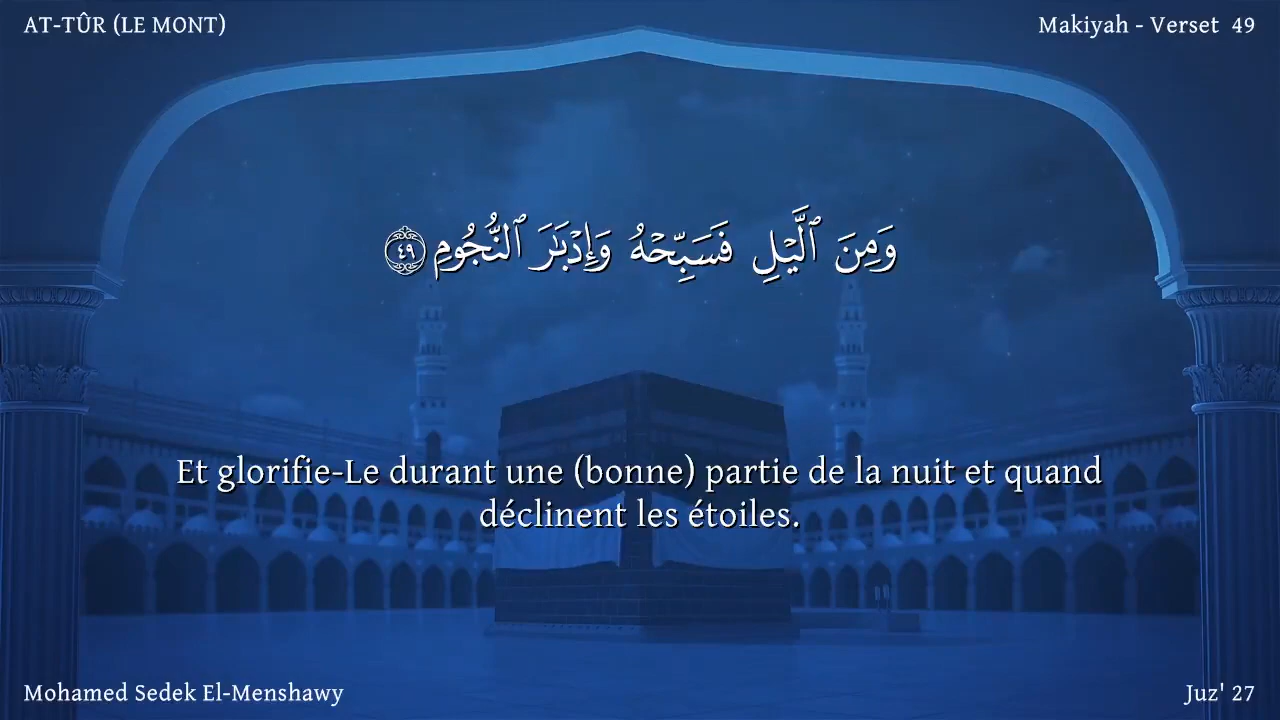 AT-TÛR (LE MONT)
Makiyah - Verset 49
وَمِنَ ٱلَّيْلِ فَسَبِّحْهُ وَإِدْبَٰرَ ٱلنُّجُومِ ٤٩
Et glorifie-Le durant une (bonne) partie de la nuit et quand
déclinent les étoiles.
Mohamed Sedek El-Menshawy
Juz' 27